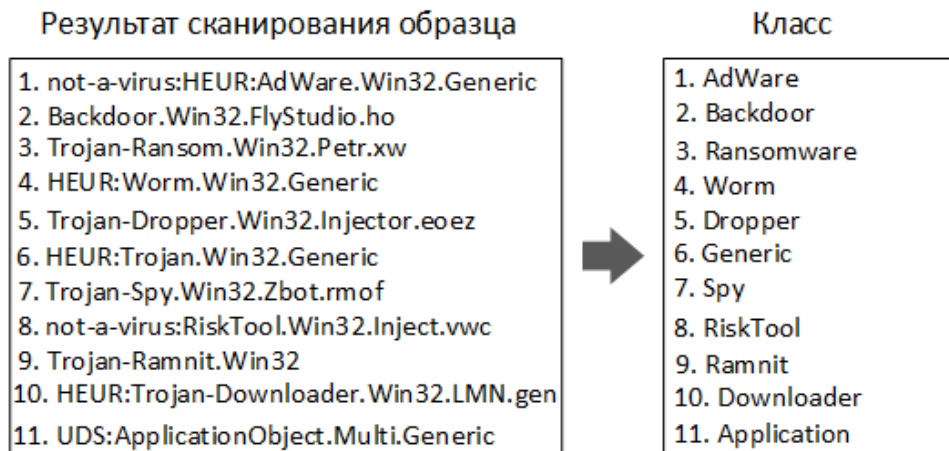 Результат сканирования образца
1. not-a-virus:HEUR:AdWare.Win32.Generic
2. Backdoor.Win32.FlyStudio.ho
3. Trojan-Ransom.Win32.Petr.xw
4. HEUR:Worm.Win32.Generic
5. Trojan-Dropper.Win32.Injector.eoez
6. HEUR:Trojan.Win32.Generic
7. Trojan-Spy.Win32.Zbot.rmof
8. not-a-virus:RiskTool.Win32.Inject.vwc
9. Trojan-Ramnit.Win32
10. HEUR:Trojan-Downloader.Win32.LMN.gen
11. UDS:ApplicationObject.Multi.Generic
Класс
1. AdWare
2. Backdoor
3. Ransomware
4. Worm
5. Dropper
6. Generic
7. Spy
8. RiskTool
9. Ramnit
10. Downloader
11. Application